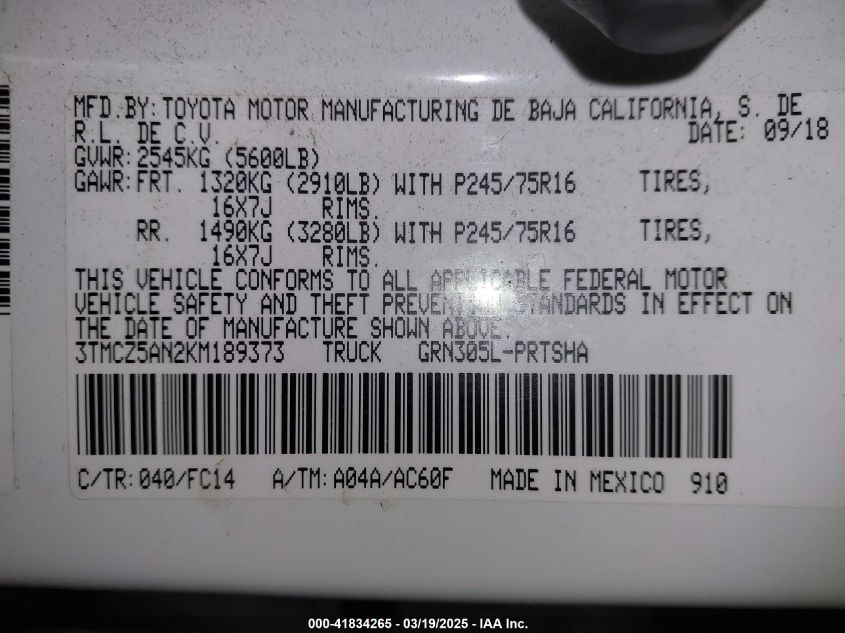 MFD.BY:TOYOTA MOTOR MANUFACTURING DE BAJA CALIFORNIA, S. DE
R.L. DE C.V. DATE: 09/18
GVWR:2545KG (5600LB)
GAWR:FRT. 1320KG (2910LB) WITH P245/75R16 TIRES,
16X7J RIMS.
RR. 1490KG (3280LB) WITH P245/75R16 TIRES,
16X7J RIMS.
THIS VEHICLE CONFORMS TO ALL APPLICABLE FEDERAL MOTOR
VEHICLE SAFETY AND THEFT PREVENTION STANDARDS IN EFFECT ON
THE DATE OF MANUFACTURE SHOWN ABOVE.
3TMCZ5AN2KM189373 TRUCK GRN305L-PRTSHA
C/TR:040/FC14 A/TM:A04A/AC60F MADE IN MEXICO 910
000-41834265 - 03/19/2025 - IAA Inc.